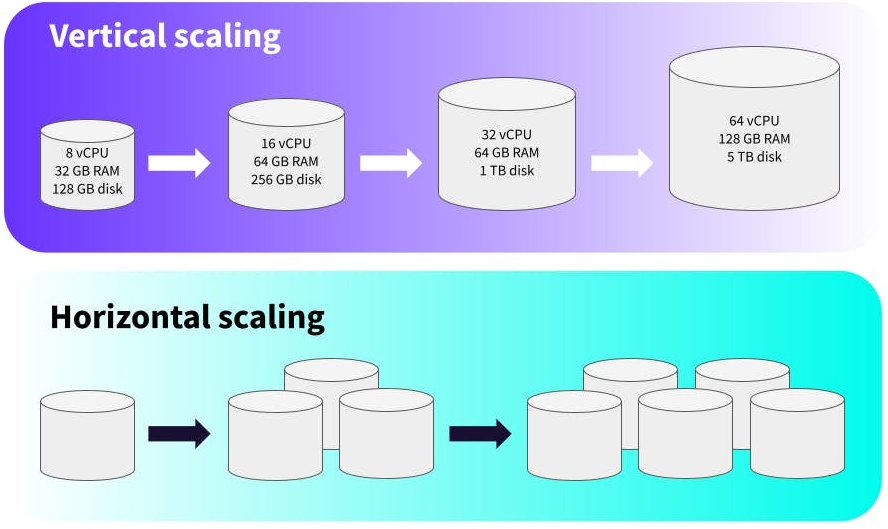 Vertical scaling
8 vCPU
32 GB RAM
128 GB disk
16 vCPU
64 GB RAM
256 GB disk
32 vCPU
64 GB RAM
1 TB disk
64 vCPU
128 GB RAM
5 TB disk
Horizontal scaling